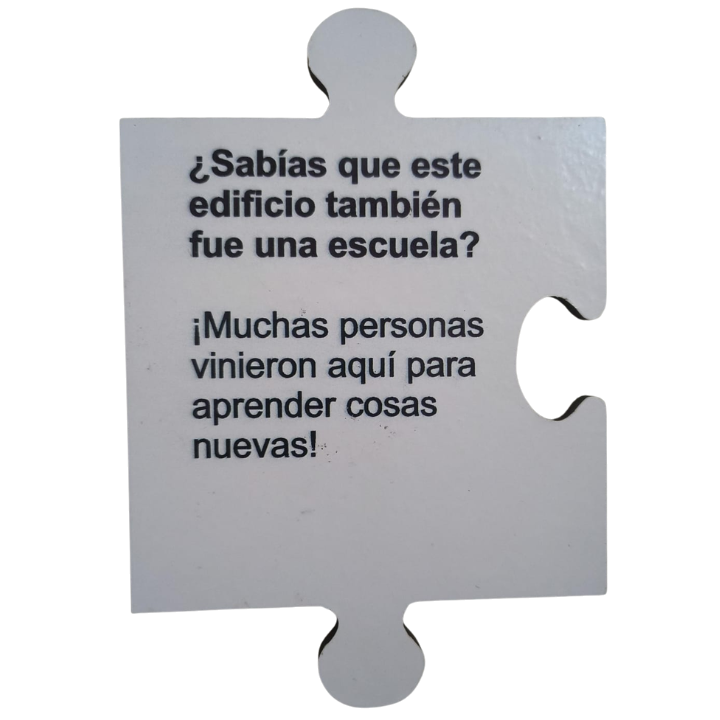 ¿Sabías que este
edificio también
fue una escuela?
¡Muchas personas
vinieron aquí para
aprender cosas
nuevas!